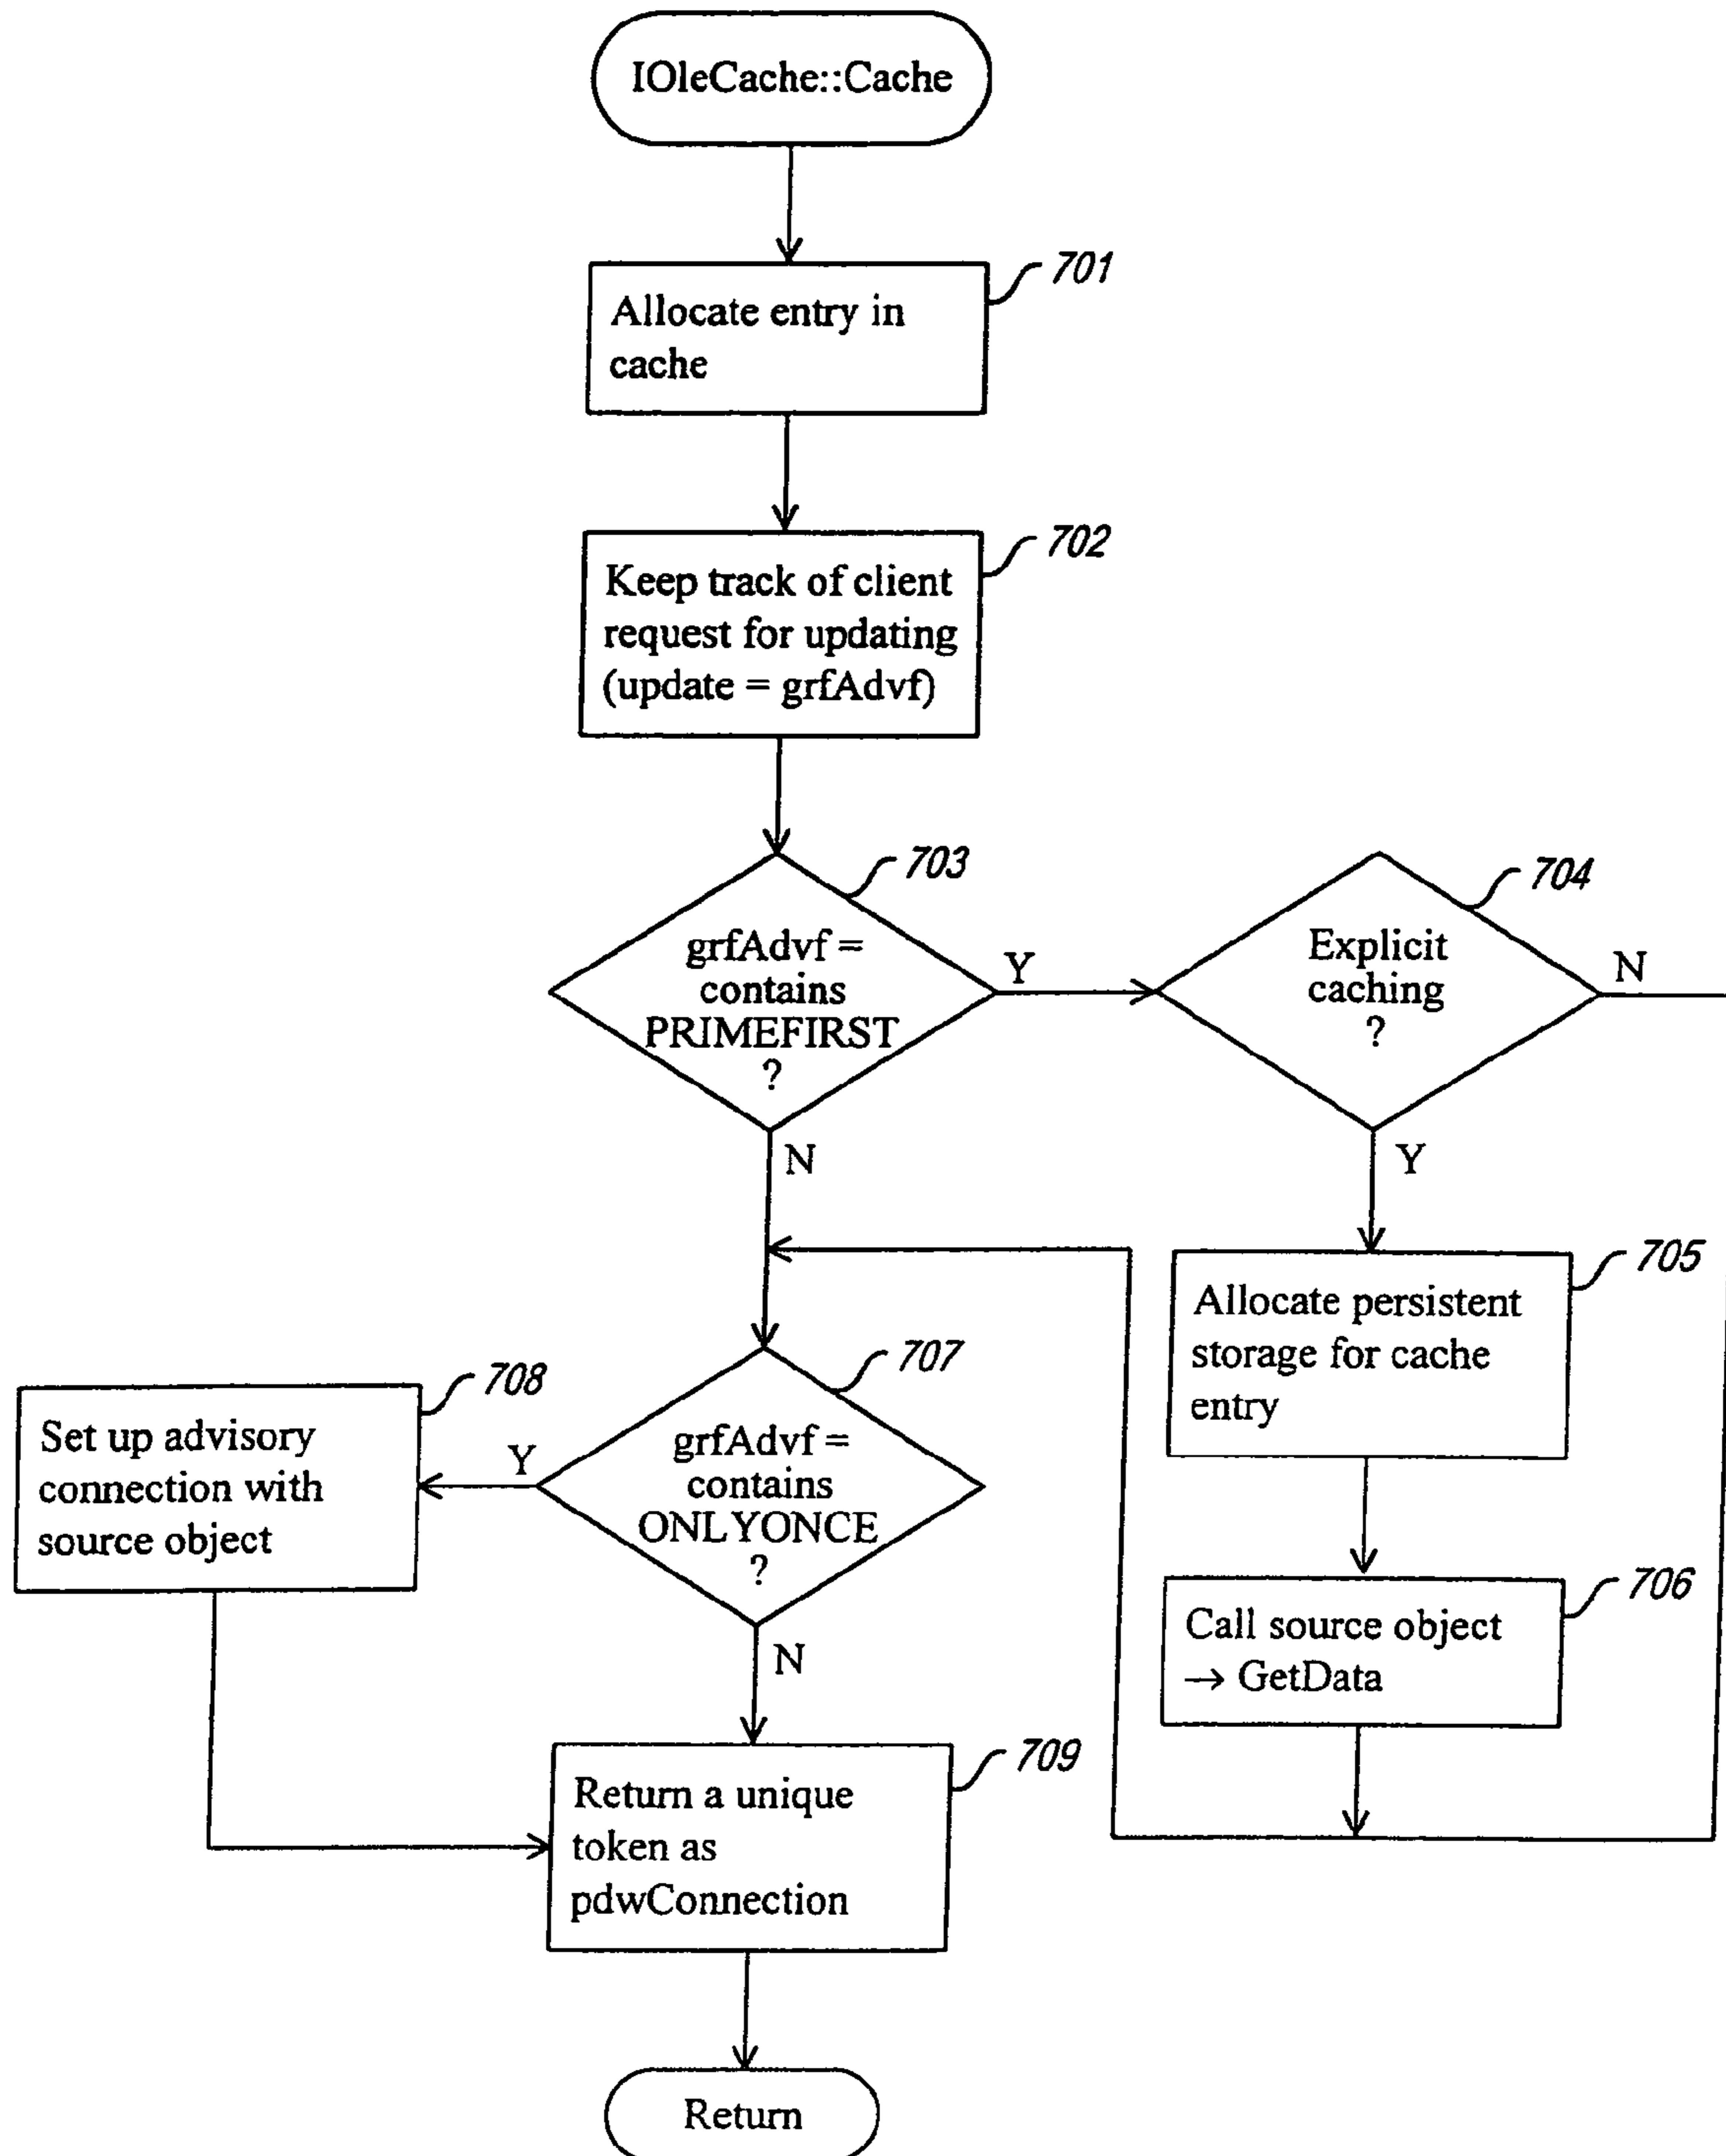 IOleCache::Cache
701
Allocate entry in
cache
702
Keep track of client
request for updating
(update = grfAdvf)
703
grfAdvf =
contains
PRIMEFIRST
?
Y
N
704
Explicit
caching
?
N
Y
705
Allocate persistent
storage for cache
entry
706
Call source object
→ GetData
707
grfAdvf =
contains
ONLYONCE
?
Y
N
708
Set up advisory
connection with
source object
709
Return a unique
token as
pdwConnection
Return